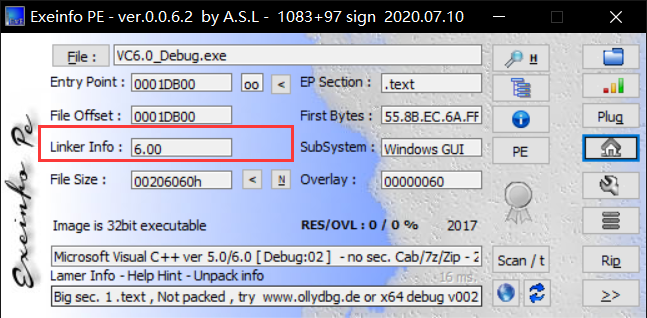 Exeinfo PE - ver.0.0.6.2  by A.S.L -  1083+97 sign  2020.07.10
File : VC6.0_Debug.exe H
Entry Point : 0001DB00 oo < EP Section : .text
File Offset : 0001DB00 First Bytes : 55.8B.EC.6A.FF Plug
Linker Info : 6.00 SubSystem : Windows GUI PE
File Size : 00206060h < N Overlay : 00000060
Image is 32bit executable RES/OVL : 0 / 0 % 2017
Exeinfo Pe
Microsoft Visual C++ ver 5.0/6.0 [ Debug:02 ]  - no sec. Cab/7z/Zip - 2 Scan / t Rip
Lamer Info - Help Hint - Unpack info 16 ms.
Big sec. 1 .text , Not packed , try  www.ollydbg.de or x64 debug v002 >>